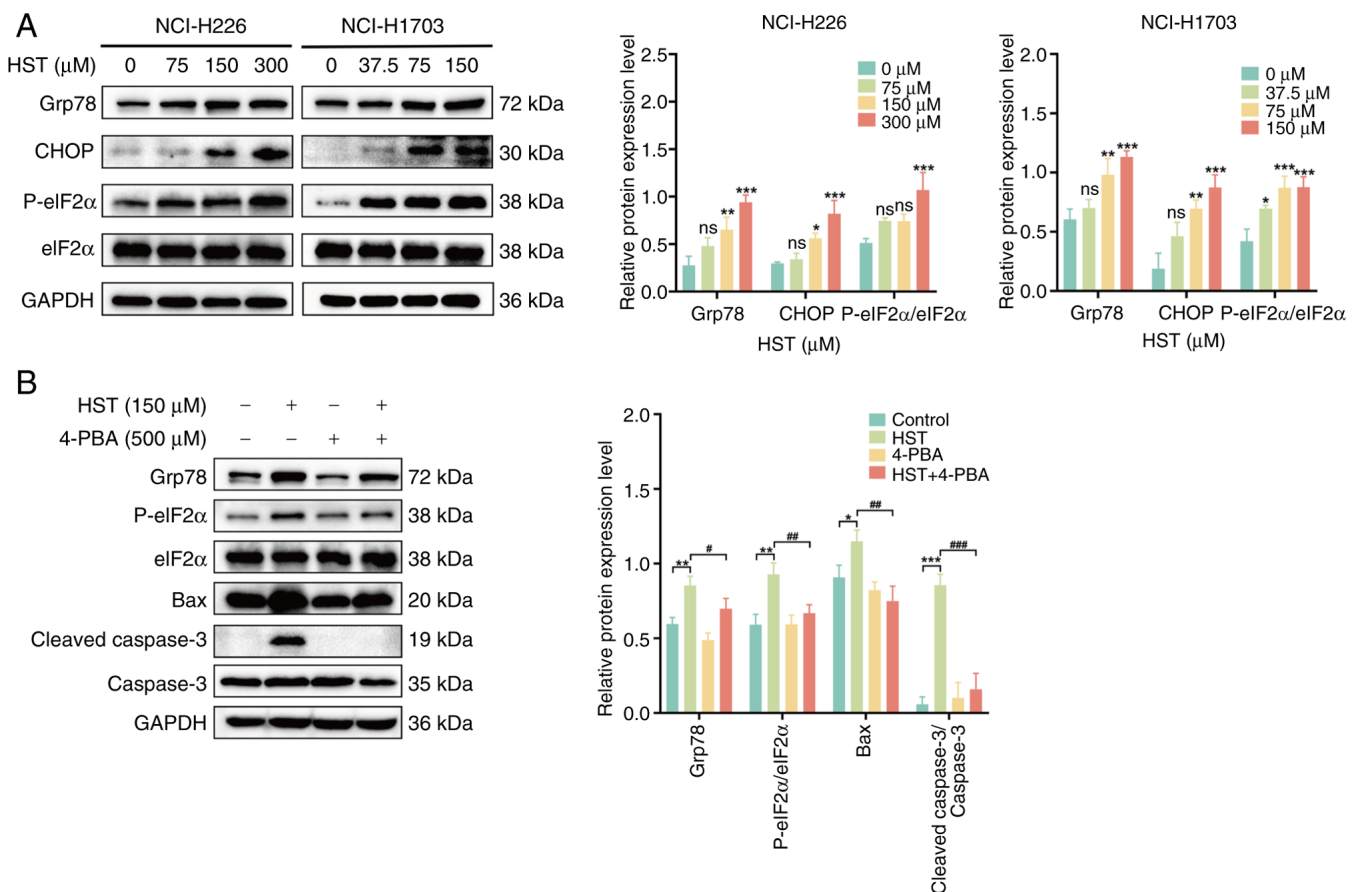 A
NCI-H226 NCI-H1703
HST (μM) 0 75 150 300 0 37.5 75 150
Grp78 72 kDa
CHOP 30 kDa
P-eIF2α 38 kDa
eIF2α 38 kDa
GAPDH 36 kDa
NCI-H226
Relative protein expression level
2.5
2.0
1.5
1.0
0.5
0.0
0 μM
75 μM
150 μM
300 μM
ns ** ***
ns * ***
ns ns ***
Grp78 CHOP P-eIF2α/eIF2α
HST (μM)
NCI-H1703
Relative protein expression level
2.0
1.5
1.0
0.5
0.0
0 μM
37.5 μM
75 μM
150 μM
ns ** ***
ns ** ***
* *** ***
Grp78 CHOP P-eIF2α/eIF2α
HST (μM)
B
HST (150 μM) – + – +
4-PBA (500 μM) – – + +
Grp78 72 kDa
P-eIF2α 38 kDa
eIF2α 38 kDa
Bax 20 kDa
Cleaved caspase-3 19 kDa
Caspase-3 35 kDa
GAPDH 36 kDa
Relative protein expression level
2.0
1.5
1.0
0.5
0.0
Control
HST
4-PBA
HST+4-PBA
** #
** ##
* ##
*** ###
Grp78
P-eIF2α/eIF2α
Bax
Cleaved caspase-3/
Caspase-3